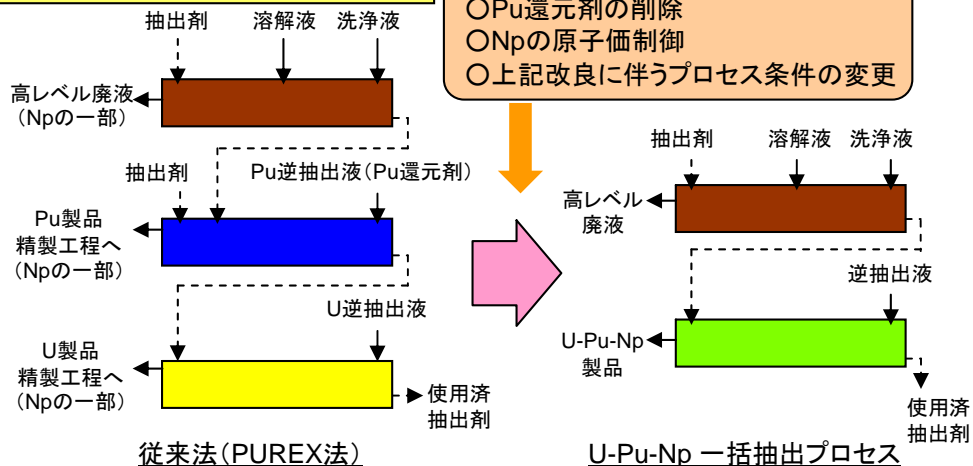 〇Pu還元剤の削除
〇Npの原子価制御
〇上記改良に伴うプロセス条件の変更
抽出剤
溶解液
洗浄液
高レベル廃液
(Npの一部)
抽出剤
Pu逆抽出液(Pu還元剤)
Pu製品
精製工程へ
(Npの一部)
U逆抽出液
U製品
精製工程へ
(Npの一部)
使用済
抽出剤
従来法(PUREX法)
抽出剤
溶解液
洗浄液
高レベル
廃液
逆抽出液
U-Pu-Np
製品
使用済
抽出剤
U-Pu-Np 一括抽出プロセス